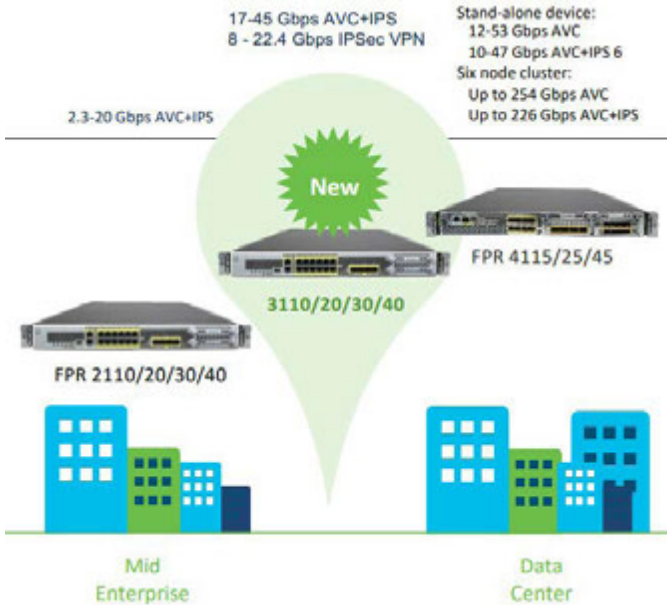 17-45 Gbps AVC+IPS
8 - 22.4 Gbps IPSec VPN
Stand-alone device:
12-53 Gbps AVC
10-47 Gbps AVC+IPS 6
Six node cluster:
Up to 254 Gbps AVC
Up to 226 Gbps AVC+IPS
2.3-20 Gbps AVC+IPS
New
FPR 4115/25/45
3110/20/30/40
FPR 2110/20/30/40
Mid
Enterprise
Data
Center